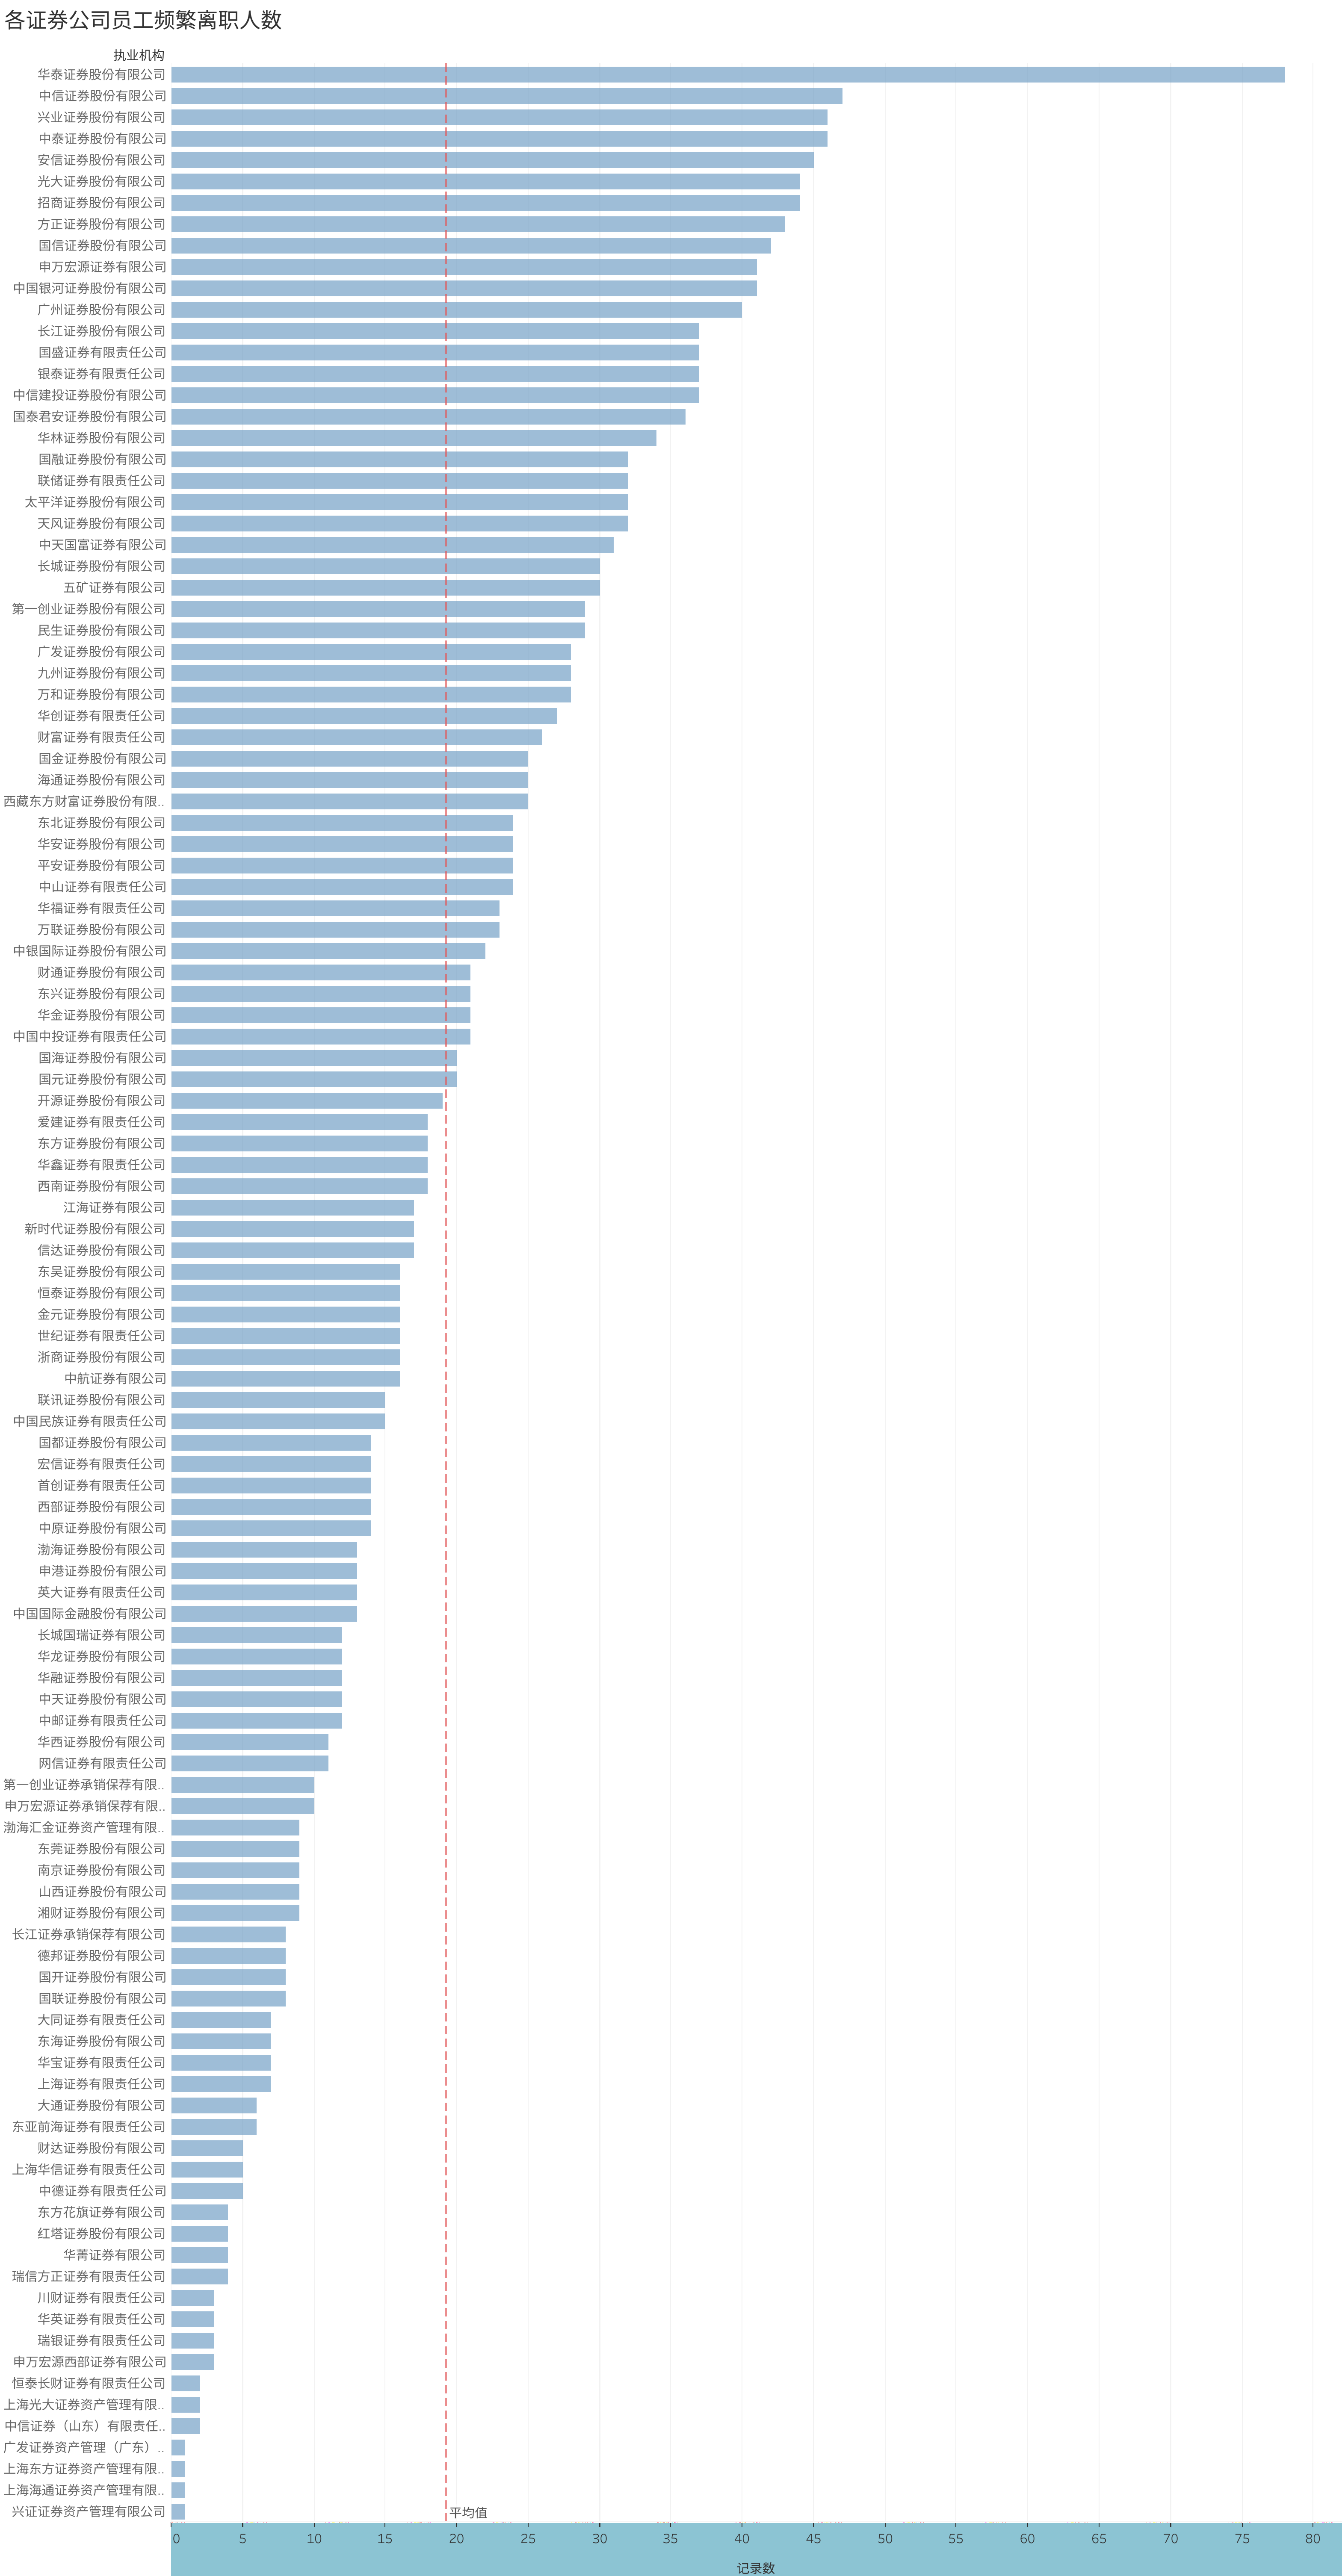 各证券公司员工频繁离职人数
执业机构
华泰证券股份有限公司
中信证券股份有限公司
兴业证券股份有限公司
中泰证券股份有限公司
安信证券股份有限公司
光大证券股份有限公司
招商证券股份有限公司
方正证券股份有限公司
国信证券股份有限公司
申万宏源证券有限公司
中国银河证券股份有限公司
广州证券股份有限公司
长江证券股份有限公司
国盛证券有限责任公司
银泰证券有限责任公司
中信建投证券股份有限公司
国泰君安证券股份有限公司
华林证券股份有限公司
国融证券股份有限公司
联储证券有限责任公司
太平洋证券股份有限公司
天风证券股份有限公司
中天国富证券有限公司
长城证券股份有限公司
五矿证券有限公司
第一创业证券股份有限公司
民生证券股份有限公司
广发证券股份有限公司
九州证券股份有限公司
万和证券股份有限公司
华创证券有限责任公司
财富证券有限责任公司
国金证券股份有限公司
海通证券股份有限公司
西藏东方财富证券股份有限..
东北证券股份有限公司
华安证券股份有限公司
平安证券股份有限公司
中山证券有限责任公司
华福证券有限责任公司
万联证券股份有限公司
中银国际证券股份有限公司
财通证券股份有限公司
东兴证券股份有限公司
华金证券股份有限公司
中国中投证券有限责任公司
国海证券股份有限公司
国元证券股份有限公司
开源证券股份有限公司
爱建证券有限责任公司
东方证券股份有限公司
华鑫证券有限责任公司
西南证券股份有限公司
江海证券有限公司
新时代证券股份有限公司
信达证券股份有限公司
东吴证券股份有限公司
恒泰证券股份有限公司
金元证券股份有限公司
世纪证券有限责任公司
浙商证券股份有限公司
中航证券有限公司
联讯证券股份有限公司
中国民族证券有限责任公司
国都证券股份有限公司
宏信证券有限责任公司
首创证券有限责任公司
西部证券股份有限公司
中原证券股份有限公司
渤海证券股份有限公司
申港证券股份有限公司
英大证券有限责任公司
中国国际金融股份有限公司
长城国瑞证券有限公司
华龙证券股份有限公司
华融证券股份有限公司
中天证券股份有限公司
中邮证券有限责任公司
华西证券股份有限公司
网信证券有限责任公司
第一创业证券承销保荐有限..
申万宏源证券承销保荐有限..
渤海汇金证券资产管理有限..
东莞证券股份有限公司
南京证券股份有限公司
山西证券股份有限公司
湘财证券股份有限公司
长江证券承销保荐有限公司
德邦证券股份有限公司
国开证券股份有限公司
国联证券股份有限公司
大同证券有限责任公司
东海证券股份有限公司
华宝证券有限责任公司
上海证券有限责任公司
大通证券股份有限公司
东亚前海证券有限责任公司
财达证券股份有限公司
上海华信证券有限责任公司
中德证券有限责任公司
东方花旗证券有限公司
红塔证券股份有限公司
华菁证券有限公司
瑞信方正证券有限责任公司
川财证券有限责任公司
华英证券有限责任公司
瑞银证券有限责任公司
申万宏源西部证券有限公司
恒泰长财证券有限责任公司
上海光大证券资产管理有限..
中信证券（山东）有限责任..
广发证券资产管理（广东）..
上海东方证券资产管理有限..
上海海通证券资产管理有限..
兴证证券资产管理有限公司
平均值
0 5 10 15 20 25 30 35 40 45 50 55 60 65 70 75 80
记录数